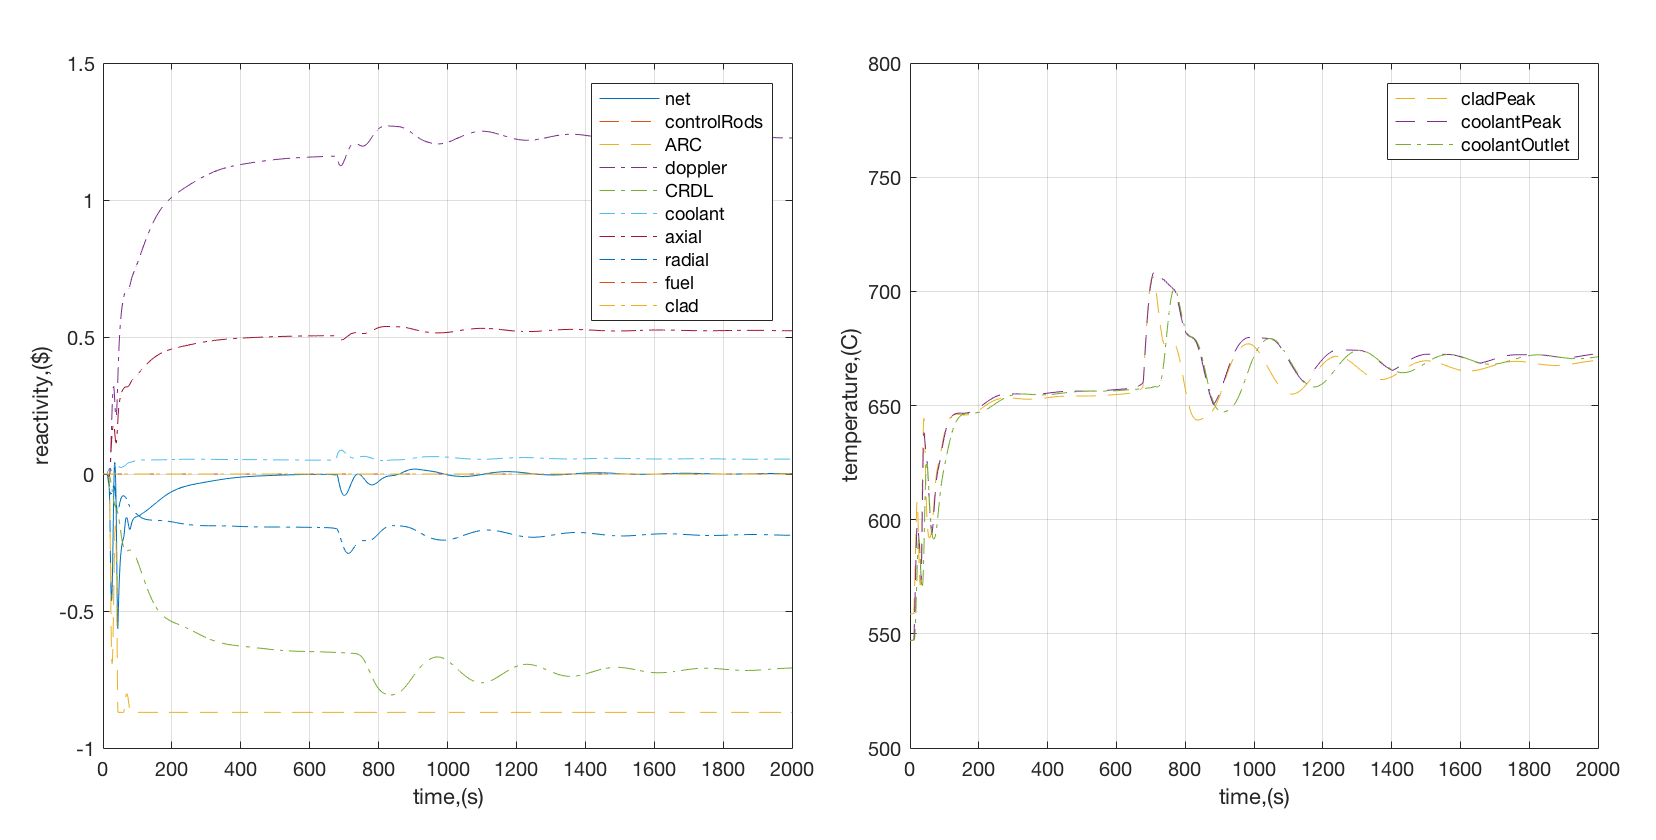 1.5
1
0.5
0
-0.5
-1
reactivity,($)
0
200
400
600
800
1000
1200
1400
1600
1800
2000
time,(s)
net
controlRods
ARC
doppler
CRDL
coolant
axial
radial
fuel
clad
800
750
700
650
600
550
500
temperature,(C)
0
200
400
600
800
1000
1200
1400
1600
1800
2000
time,(s)
cladPeak
coolantPeak
coolantOutlet